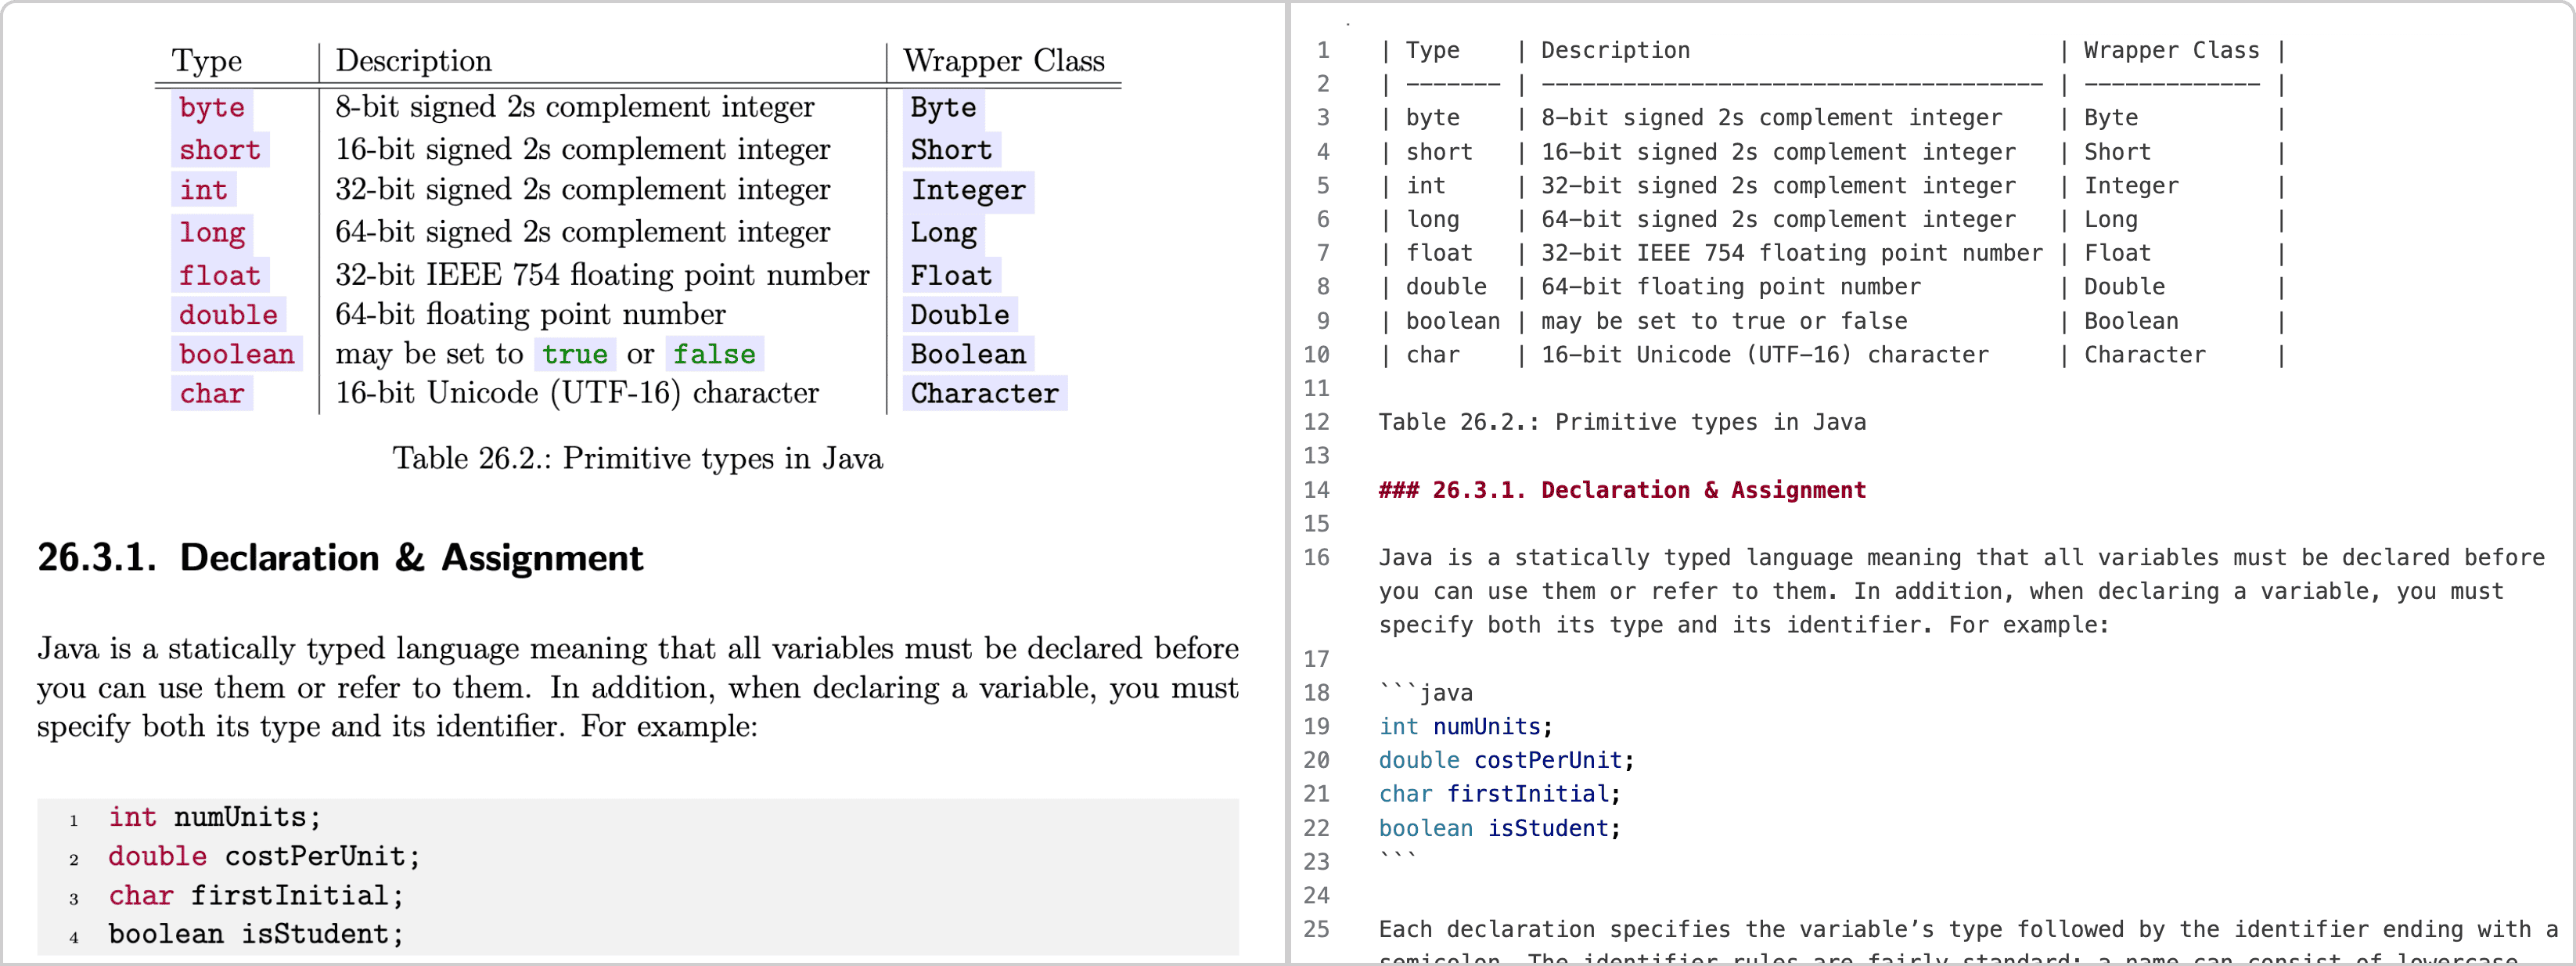 Type Description Wrapper Class
byte 8-bit signed 2s complement integer Byte
short 16-bit signed 2s complement integer Short
int 32-bit signed 2s complement integer Integer
long 64-bit signed 2s complement integer Long
float 32-bit IEEE 754 floating point number Float
double 64-bit floating point number Double
boolean may be set to true or false Boolean
char 16-bit Unicode (UTF-16) character Character
Table 26.2.: Primitive types in Java
26.3.1. Declaration & Assignment
Java is a statically typed language meaning that all variables must be declared before
you can use them or refer to them. In addition, when declaring a variable, you must
specify both its type and its identifier. For example:
1 int numUnits;
2 double costPerUnit;
3 char firstInitial;
4 boolean isStudent;
1 | Type | Description | Wrapper Class |
2 | ------- | ------------------------------------- | ------------- |
3 | byte | 8-bit signed 2s complement integer | Byte |
4 | short | 16-bit signed 2s complement integer | Short |
5 | int | 32-bit signed 2s complement integer | Integer |
6 | long | 64-bit signed 2s complement integer | Long |
7 | float | 32-bit IEEE 754 floating point number | Float |
8 | double | 64-bit floating point number | Double |
9 | boolean | may be set to true or false | Boolean |
10 | char | 16-bit Unicode (UTF-16) character | Character |
11
12 Table 26.2.: Primitive types in Java
13
14 ### 26.3.1. Declaration & Assignment
15
16 Java is a statically typed language meaning that all variables must be declared before
you can use them or refer to them. In addition, when declaring a variable, you must
specify both its type and its identifier. For example:
17
18 ```java
19 int numUnits;
20 double costPerUnit;
21 char firstInitial;
22 boolean isStudent;
23 ```
24
25 Each declaration specifies the variable’s type followed by the identifier ending with a
semicolon. The identifier rules are fairly standard: a name can consist of lowercase